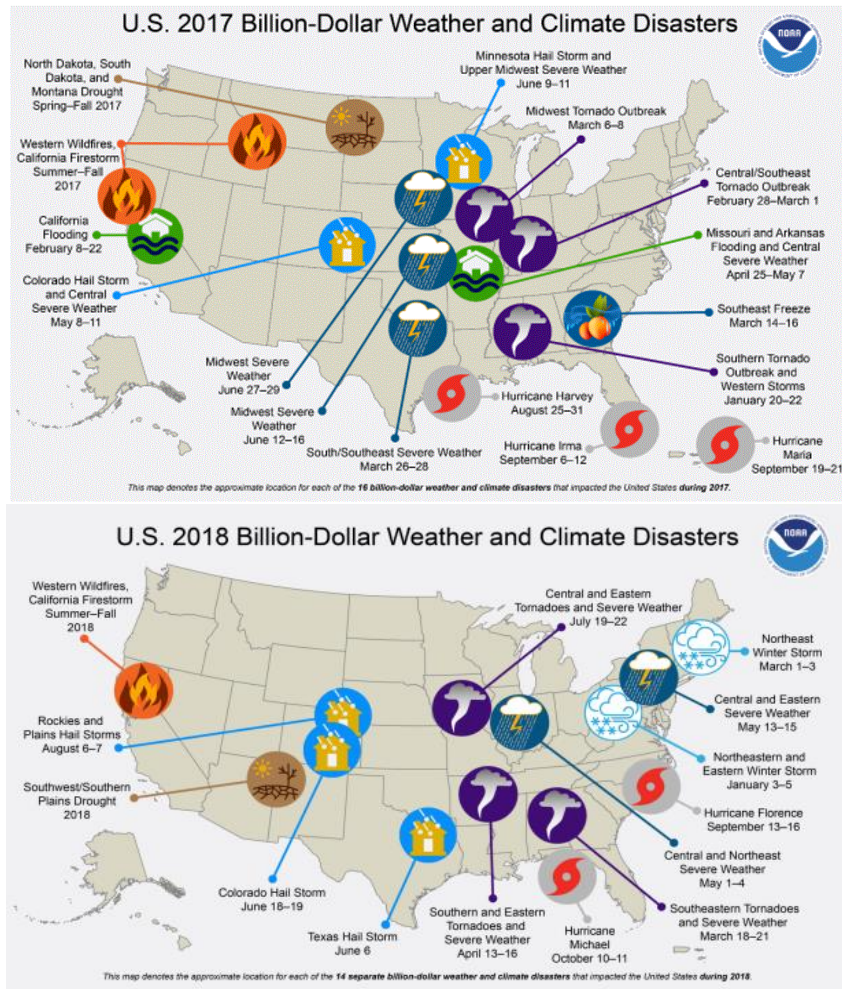 U.S. 2017 Billion-Dollar Weather and Climate Disasters
NOAA
North Dakota, South
Dakota, and
Montana Drought
Spring–Fall 2017
Minnesota Hail Storm and
Upper Midwest Severe Weather
June 9–11
Midwest Tornado Outbreak
March 6–8
Western Wildfires,
California Firestorm
Summer–Fall
2017
Central/Southeast
Tornado Outbreak
February 28–March 1
California
Flooding
February 8–22
Missouri and Arkansas
Flooding and Central
Severe Weather
April 25–May 7
Colorado Hail Storm
and Central
Severe Weather
May 8–11
Southeast Freeze
March 14–16
Midwest Severe
Weather
June 27–29
Southern Tornado
Outbreak and
Western Storms
January 20–22
Midwest Severe
Weather
June 12–16
Hurricane Harvey
August 25–31
South/Southeast Severe Weather
March 26–28
Hurricane Irma
September 6–12
Hurricane
Maria
September 19–21
This map denotes the approximate location for each of the 16 billion-dollar weather and climate disasters that impacted the United States during 2017.
U.S. 2018 Billion-Dollar Weather and Climate Disasters
NOAA
Western Wildfires,
California Firestorm
Summer–Fall
2018
Central and Eastern
Tornadoes and Severe Weather
July 19–22
Northeast
Winter Storm
March 1–3
Rockies and
Plains Hail Storms
August 6–7
Central and Eastern
Severe Weather
May 13–15
Southwest/Southern
Plains Drought
2018
Northeastern and
Eastern Winter Storm
January 3–5
Hurricane Florence
September 13–16
Central and Northeast
Severe Weather
May 1–4
Colorado Hail Storm
June 18–19
Texas Hail Storm
June 6
Southern and Eastern
Tornadoes and
Severe Weather
April 13–16
Hurricane
Michael
October 10–11
Southeastern Tornadoes
and Severe Weather
March 18–21
This map denotes the approximate location for each of the 14 separate billion-dollar weather and climate disasters that impacted the United States during 2018.